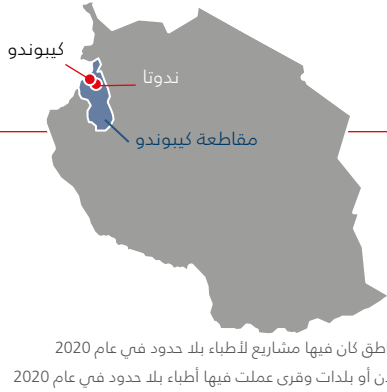 كيبوندو
ندوتا
مقاطعة كيبوندو
كان فيها مشاريع لأطباء بلا حدود في عام 2020
أو بلدات وقرى عملت فيها أطباء بلا حدود في عام 2020